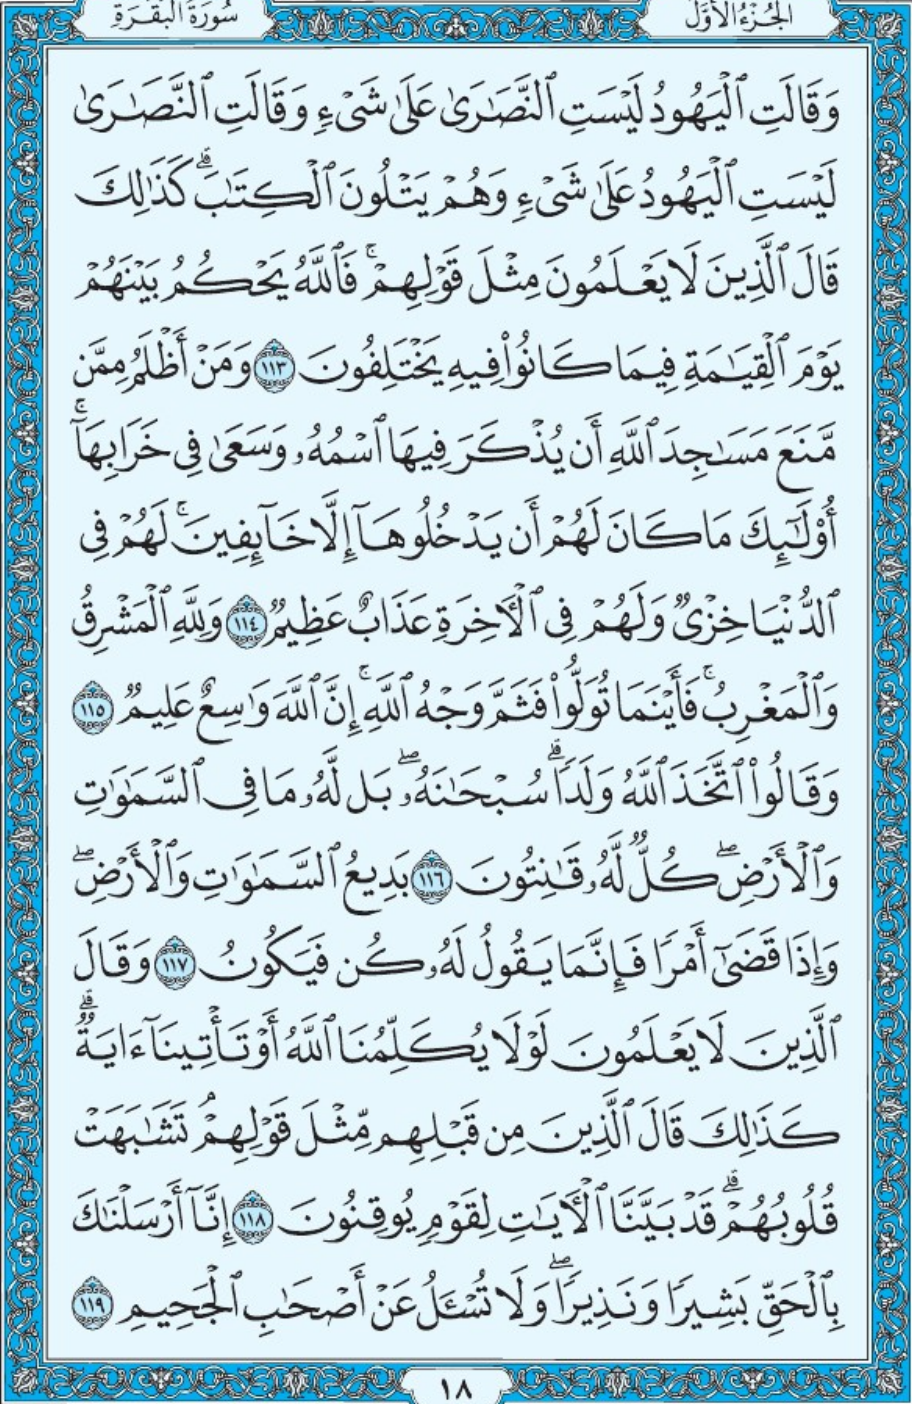 الجُزْءُ الأَوَّلُ
سُورَةُ البَقَرَةِ
وَقَالَتِ ٱلْيَهُودُ لَيْسَتِ ٱلنَّصَٰرَىٰ عَلَىٰ شَىْءٍ وَقَالَتِ ٱلنَّصَٰرَىٰ
لَيْسَتِ ٱلْيَهُودُ عَلَىٰ شَىْءٍ وَهُمْ يَتْلُونَ ٱلْكِتَٰبَ ۗ كَذَٰلِكَ
قَالَ ٱلَّذِينَ لَا يَعْلَمُونَ مِثْلَ قَوْلِهِمْ ۚ فَٱللَّهُ يَحْكُمُ بَيْنَهُمْ
يَوْمَ ٱلْقِيَٰمَةِ فِيمَا كَانُوا۟ فِيهِ يَخْتَلِفُونَ ١١٣ وَمَنْ أَظْلَمُ مِمَّن
مَّنَعَ مَسَٰجِدَ ٱللَّهِ أَن يُذْكَرَ فِيهَا ٱسْمُهُۥ وَسَعَىٰ فِى خَرَابِهَآ ۚ
أُو۟لَٰٓئِكَ مَا كَانَ لَهُمْ أَن يَدْخُلُوهَآ إِلَّا خَآئِفِينَ ۚ لَهُمْ فِى
ٱلدُّنْيَا خِزْىٌ وَلَهُمْ فِى ٱلْءَاخِرَةِ عَذَابٌ عَظِيمٌ ١١٤ وَلِلَّهِ ٱلْمَشْرِقُ
وَٱلْمَغْرِبُ ۚ فَأَيْنَمَا تُوَلُّوا۟ فَثَمَّ وَجْهُ ٱللَّهِ ۚ إِنَّ ٱللَّهَ وَٰسِعٌ عَلِيمٌ ١١٥
وَقَالُوا۟ ٱتَّخَذَ ٱللَّهُ وَلَدًا ۗ سُبْحَٰنَهُۥ ۖ بَل لَّهُۥ مَا فِى ٱلسَّمَٰوَٰتِ
وَٱلْأَرْضِ ۖ كُلٌّ لَّهُۥ قَٰنِتُونَ ١١٦ بَدِيعُ ٱلسَّمَٰوَٰتِ وَٱلْأَرْضِ ۖ
وَإِذَا قَضَىٰٓ أَمْرًا فَإِنَّمَا يَقُولُ لَهُۥ كُن فَيَكُونُ ١١٧ وَقَالَ
ٱلَّذِينَ لَا يَعْلَمُونَ لَوْلَا يُكَلِّمُنَا ٱللَّهُ أَوْ تَأْتِينَآ ءَايَةٌ ۗ
كَذَٰلِكَ قَالَ ٱلَّذِينَ مِن قَبْلِهِم مِّثْلَ قَوْلِهِمْ ۘ تَشَٰبَهَتْ
قُلُوبُهُمْ ۗ قَدْ بَيَّنَّا ٱلْءَايَٰتِ لِقَوْمٍ يُوقِنُونَ ١١٨ إِنَّآ أَرْسَلْنَٰكَ
بِٱلْحَقِّ بَشِيرًا وَنَذِيرًا ۖ وَلَا تُسْـَٔلُ عَنْ أَصْحَٰبِ ٱلْجَحِيمِ ١١٩
١٨